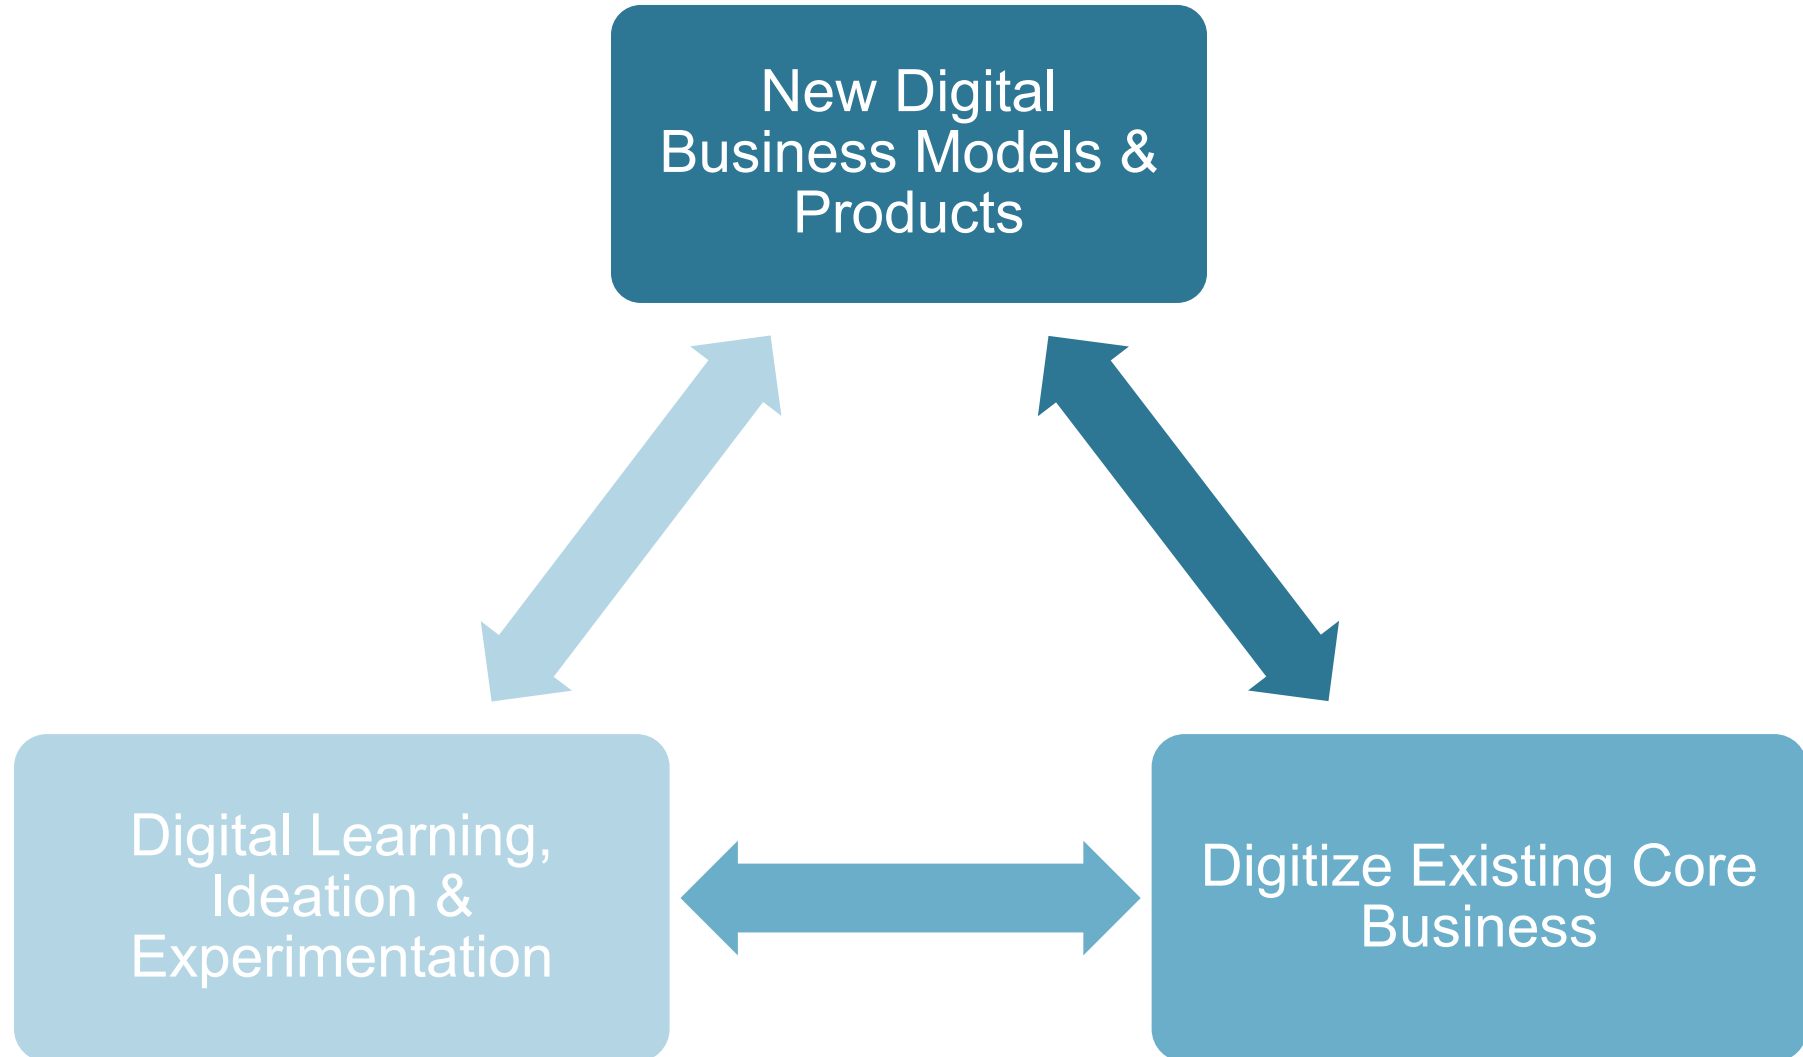 New Digital
Business Models &
Products
Digital Learning,
Ideation &
Experimentation
Digitize Existing Core
Business